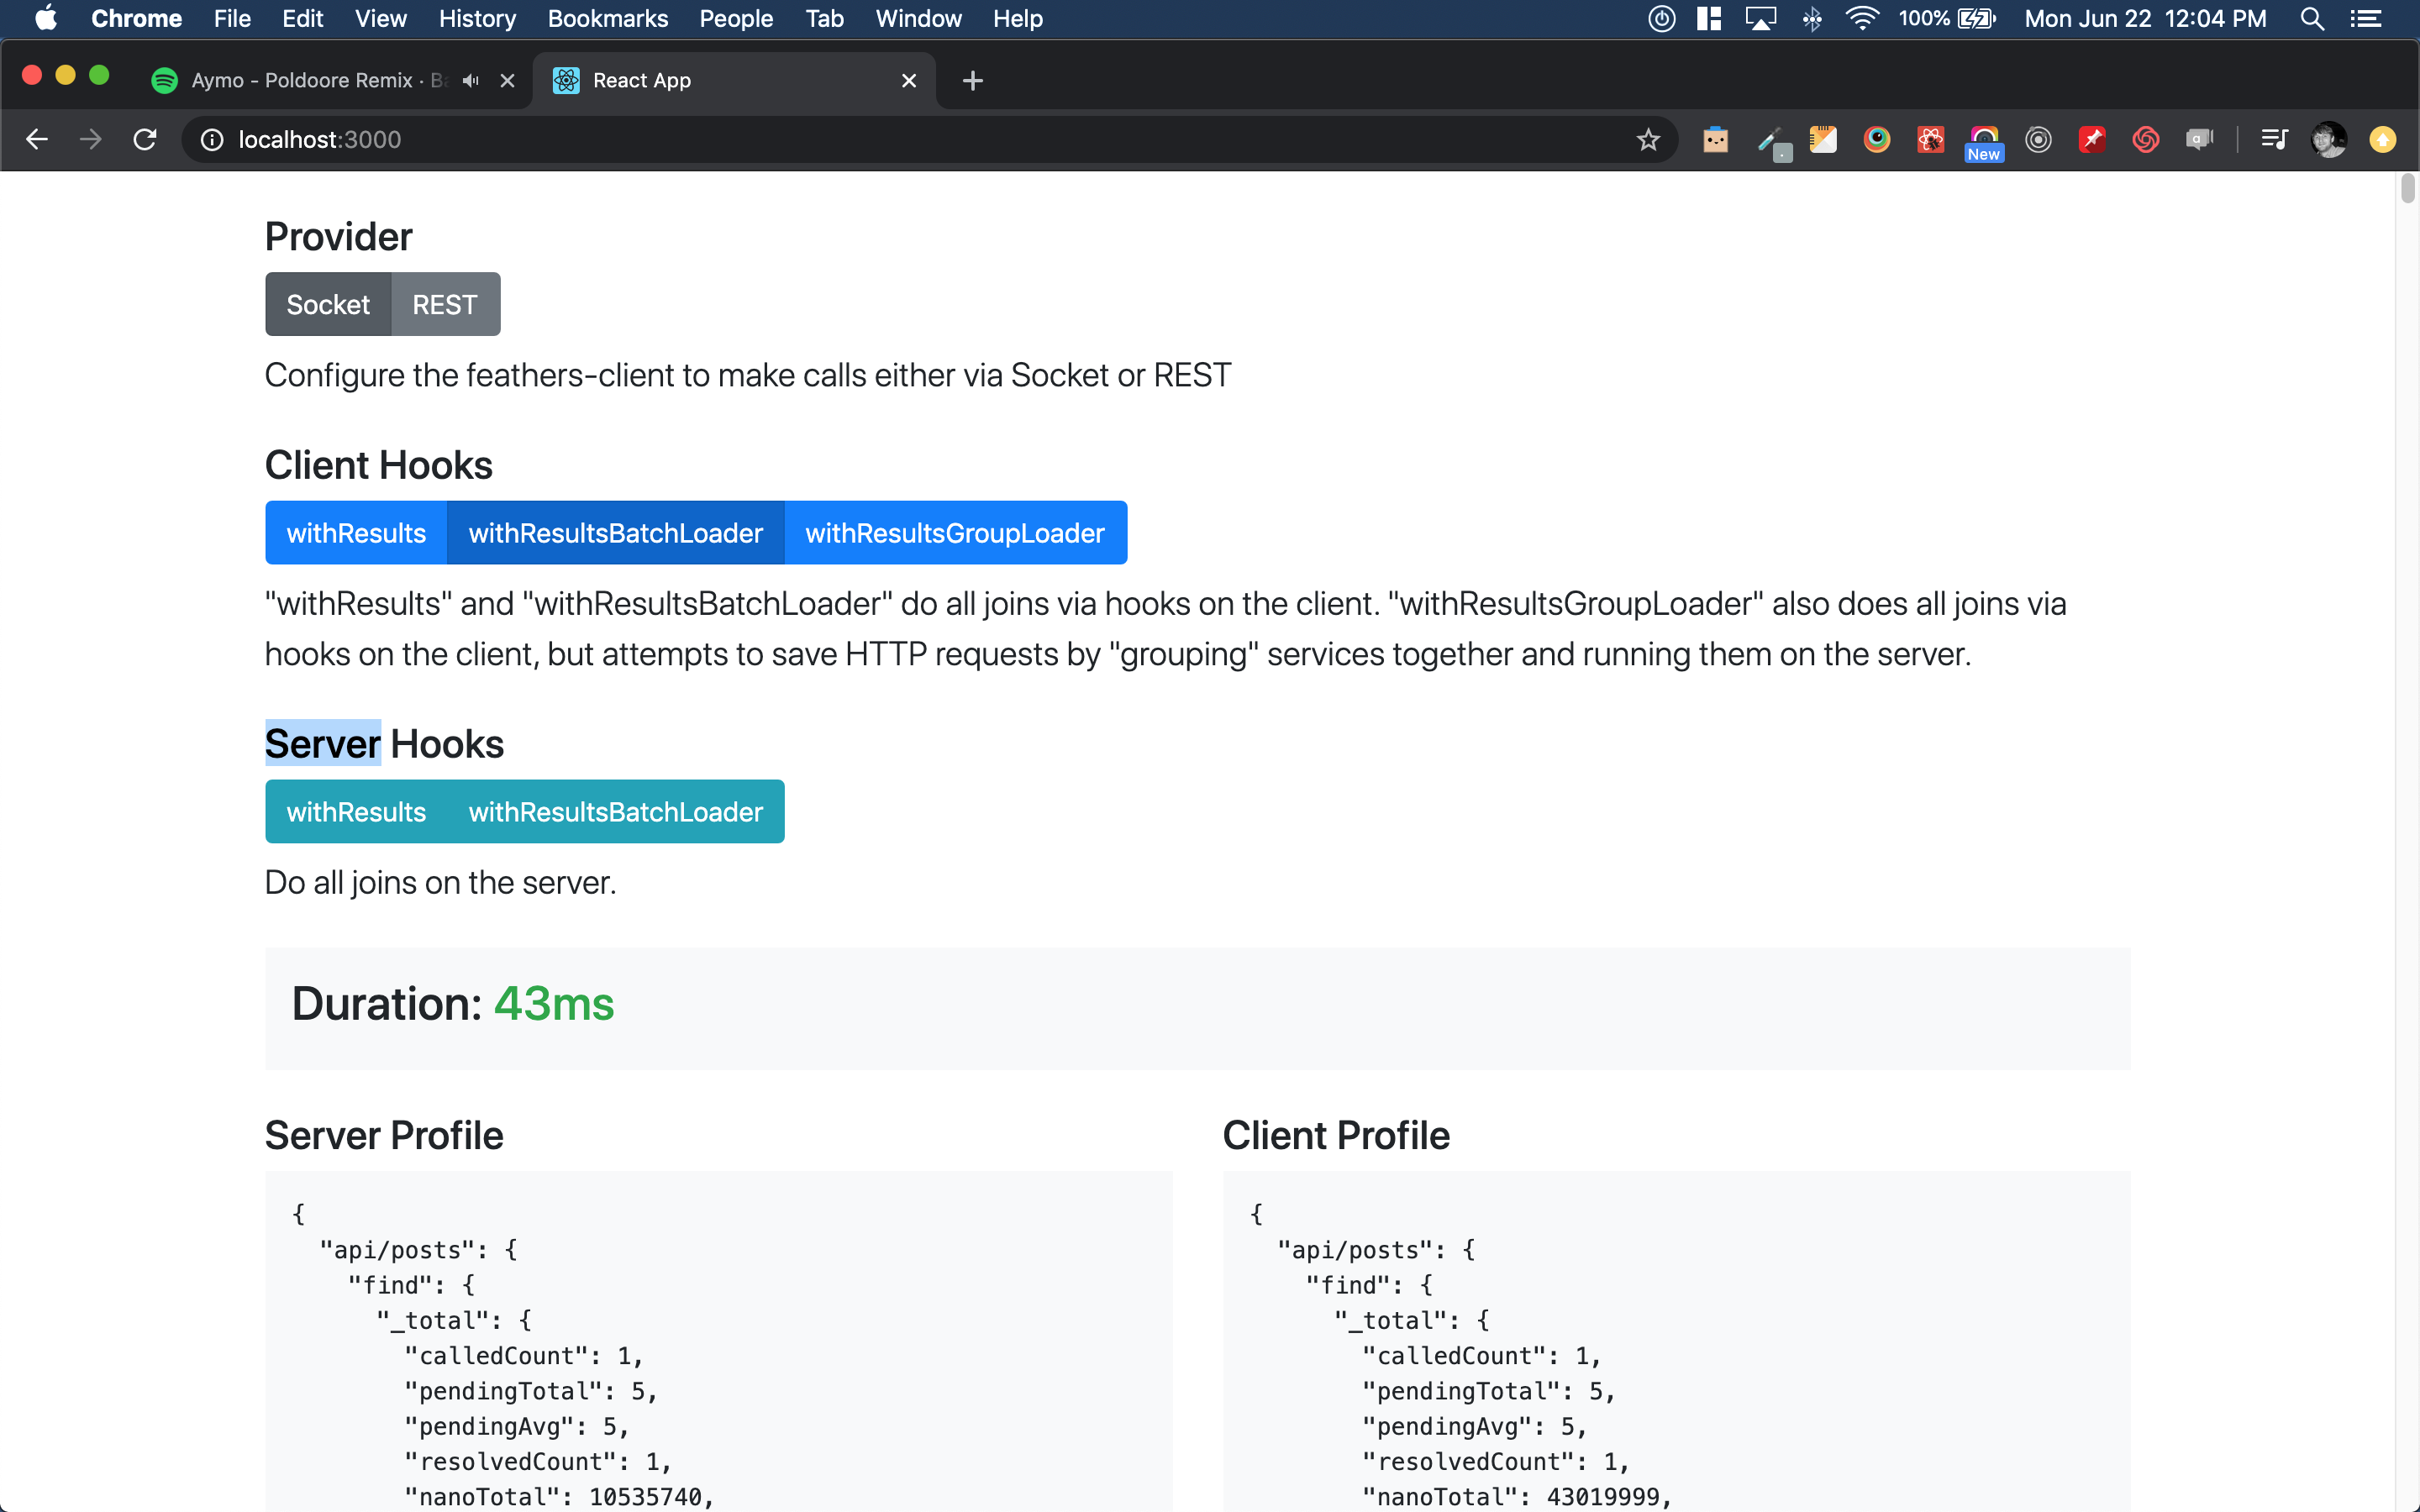 Chrome File Edit View History Bookmarks People Tab Window Help 100% Mon Jun 22 12:04 PM
Aymo - Poldoore Remix · Ba
React App
localhost:3000
New
Provider
Socket REST
Configure the feathers-client to make calls either via Socket or REST
Client Hooks
withResults withResultsBatchLoader withResultsGroupLoader
"withResults" and "withResultsBatchLoader" do all joins via hooks on the client. "withResultsGroupLoader" also does all joins via
hooks on the client, but attempts to save HTTP requests by "grouping" services together and running them on the server.
Server Hooks
withResults withResultsBatchLoader
Do all joins on the server.
Duration: 43ms
Server Profile
{
"api/posts": {
"find": {
"_total": {
"calledCount": 1,
"pendingTotal": 5,
"pendingAvg": 5,
"resolvedCount": 1,
"nanoTotal": 10535740,
Client Profile
{
"api/posts": {
"find": {
"_total": {
"calledCount": 1,
"pendingTotal": 5,
"pendingAvg": 5,
"resolvedCount": 1,
"nanoTotal": 43019999,